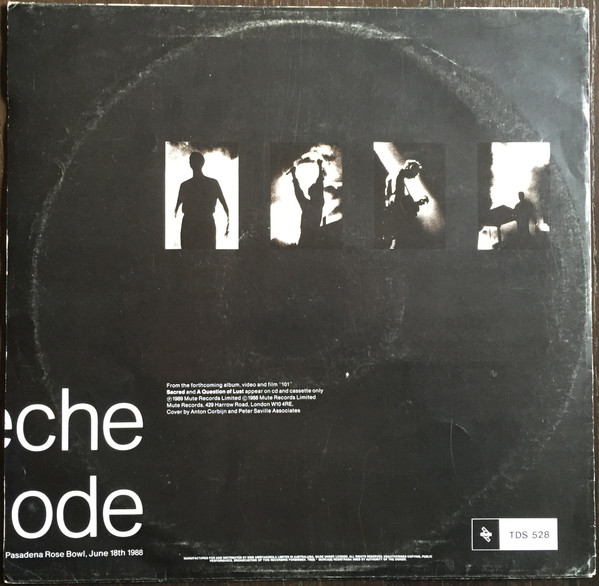 From the forthcoming album, video and film "101"
Sacred and A Question of Lust appear on cd and cassette only
℗1989 Mute Records Limited ©1988 Mute Records Limited
Mute Records, 429 Harrow Road, London W10 4RE.
Cover by Anton Corbijn and Peter Saville Associates
eche
ode
Pasadena Rose Bowl, June 18th 1988
TDS 528